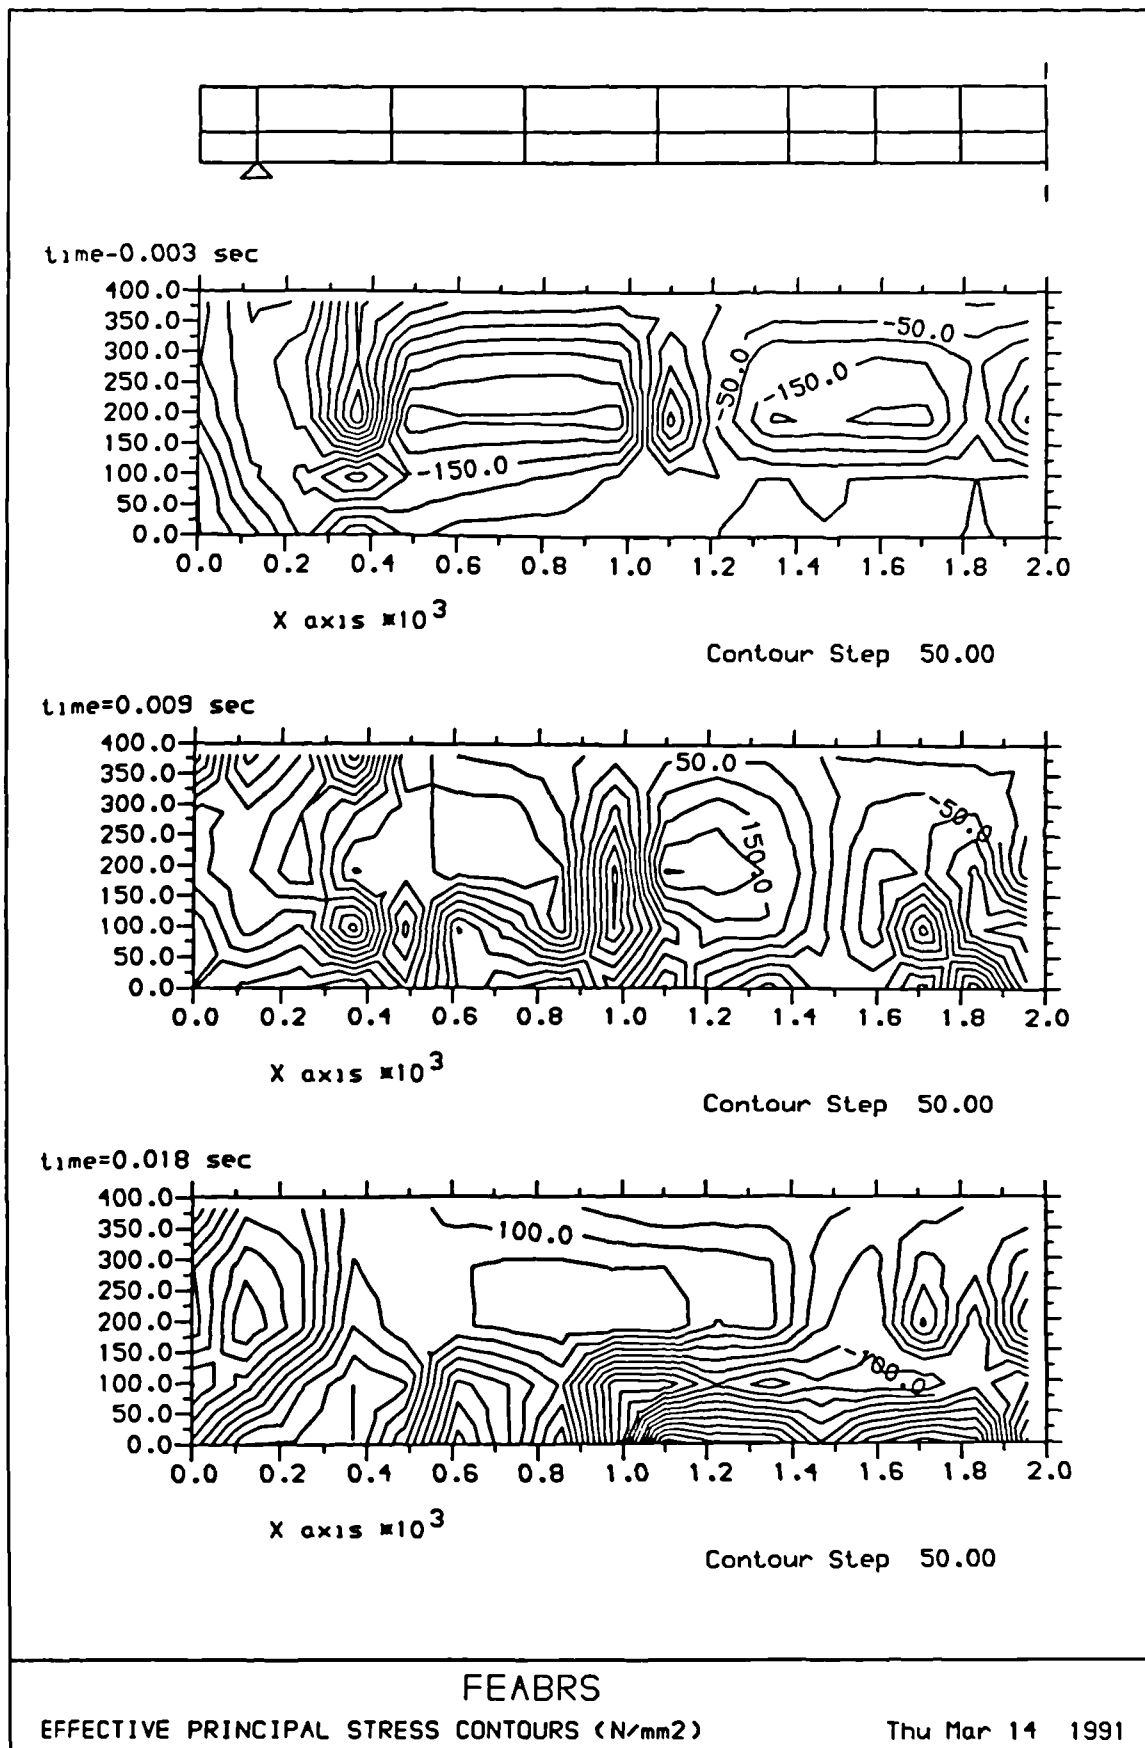 time-0.003 sec
400.0
350.0
300.0
250.0
200.0
150.0
100.0
50.0
0.0
-150.0
-50.0
-150.0
-50.0
0.0 0.2 0.4 0.6 0.8 1.0 1.2 1.4 1.6 1.8 2.0
X axis *10 3
Contour Step 50.00
time=0.009 sec
400.0
350.0
300.0
250.0
200.0
150.0
100.0
50.0
0.0
50.0
150.0
-50.0
0.0 0.2 0.4 0.6 0.8 1.0 1.2 1.4 1.6 1.8 2.0
X axis *10 3
Contour Step 50.00
time=0.018 sec
400.0
300.0
250.0
200.0
150.0
100.0
50.0
0.0
100.0
-100.0
0.0 0.2 0.4 0.6 0.8 1.0 1.2 1.4 1.6 1.8 2.0
X axis *10 3
Contour Step 50.00
FEABRS
EFFECTIVE PRINCIPAL STRESS CONTOURS (N/mm2) Thu Mar 14 1991